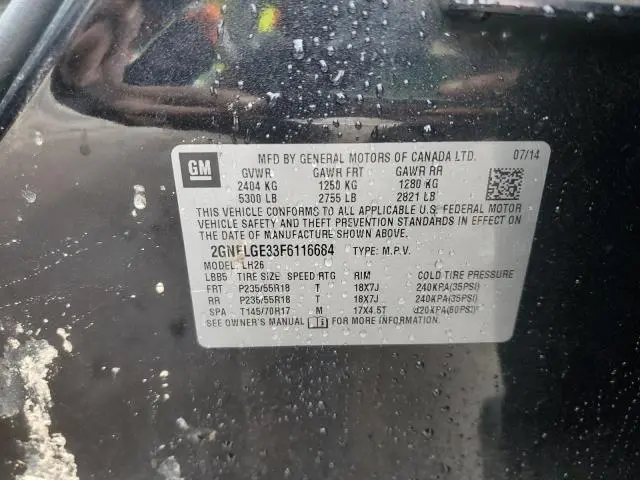 GM
MFD BY GENERAL MOTORS OF CANADA LTD. 07/14
GVWR GAWR FRT GAWR RR
2404 KG 1250 KG 1280 KG
5300 LB 2755 LB 2821 LB
THIS VEHICLE CONFORMS TO ALL APPLICABLE U.S. FEDERAL MOTOR
VEHICLE SAFETY AND THEFT PREVENTION STANDARDS IN EFFECT ON
THE DATE OF MANUFACTURE SHOWN ABOVE.
2GNFLGE33F6116684 TYPE: M.P.V.
MODEL: LH26
LBB5 TIRE SIZE SPEED RTG RIM COLD TIRE PRESSURE
FRT P235/55R18 T 18X7J 240KPA(35PSI)
RR P235/55R18 T 18X7J 240KPA(35PSI)
SPA T145/70R17 M 17X4.5T 420KPA(60PSI)
SEE OWNER'S MANUAL FOR MORE INFORMATION.